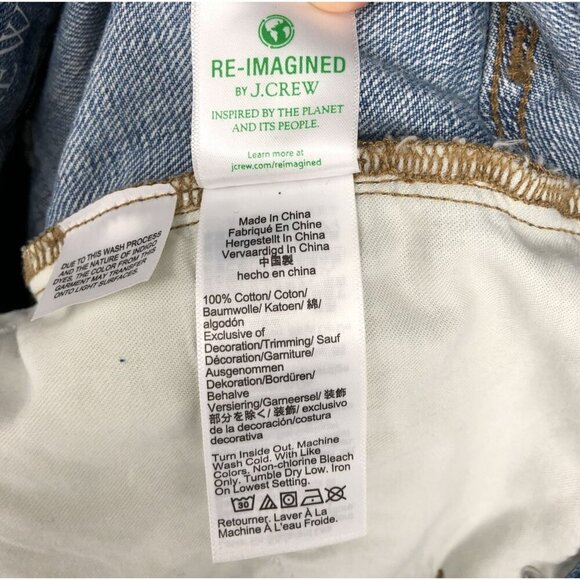 RE-IMAGINED
BY J.CREW
INSPIRED BY THE PLANET
AND ITS PEOPLE.
Learn more at
jcrew.com/reimagined
DUE TO THIS WASH PROCESS
AND THE NATURE OF INDIGO
DYES, THE COLOR FROM THIS
GARMENT MAY TRANSFER
ONTO LIGHT SURFACES.
Made In China
Fabriqué En Chine
Hergestellt In China
Vervaardigd In China
中国製
hecho en china
100% Cotton/ Coton/
Baumwolle/ Katoen/ 綿/
algodón
Exclusive of
Decoration/Trimming/ Sauf
Décoration/Garniture/
Ausgenommen
Dekoration/Bordüren/
Behalve
Versiering/Garneersel/ 装飾
部分を除く/ 装飾/ exclusivo
de la decoración/costura
decorativa
Turn Inside Out. Machine
Wash Cold. With Like
Colors. Non-chlorine Bleach
Only. Tumble Dry Low. Iron
On Lowest Setting.
30
Retourner. Laver À La
Machine À L'eau Froide.